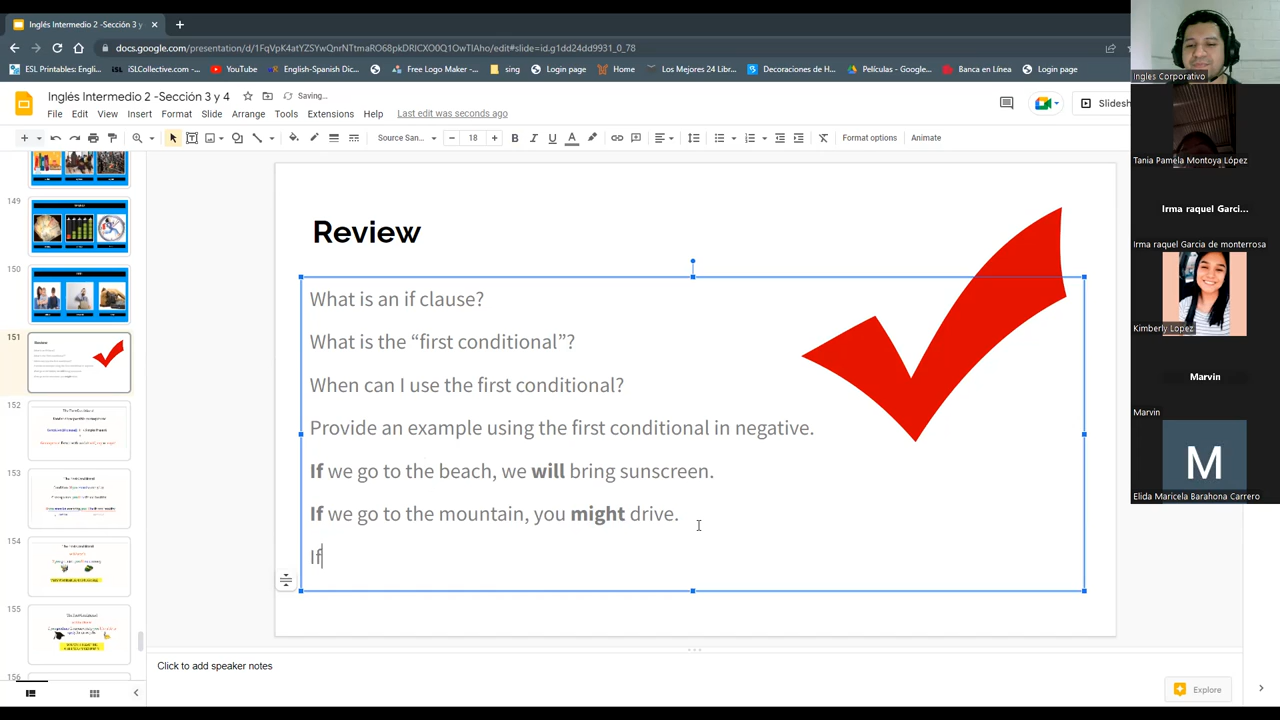 Inglés Intermedio 2 -Sección 3 y
docs.google.com/presentation/d/1FqVpK4atYZSYwQnrNTtmaRO68pkDRICXO0Q1OwTIAho/edit#slide=id.g1dd24dd9931_0_78
ESL Printables: Engli...
iSLCollective.com -...
YouTube
English-Spanish Dic...
Login page
Free Logo Maker -...
sing
Login page
Home
Los Mejores 24 Libr...
Decoraciones de H...
Películas - Google...
Banca en Línea
Login page
Inglés Intermedio 2 -Sección 3 y 4
Saving...
File Edit View Insert Format Slide Arrange Tools Extensions Help
Last edit was seconds ago
Slidesh
Source San...
18
Format options
Animate
149
150
151
152
153
154
155
156
Review
What is an if clause?
What is the “first conditional”?
When can I use the first conditional?
Provide an example using the first conditional in negative.
If we go to the beach, we will bring sunscreen.
If we go to the mountain, you might drive.
If
Click to add speaker notes
Explore
Ingles Corporativo
Tania Pamela Montoya López
Irma raquel Garci...
Irma raquel Garcia de monterrosa
Kimberly Lopez
Marvin
Marvin
M
Elida Maricela Barahona Carrero